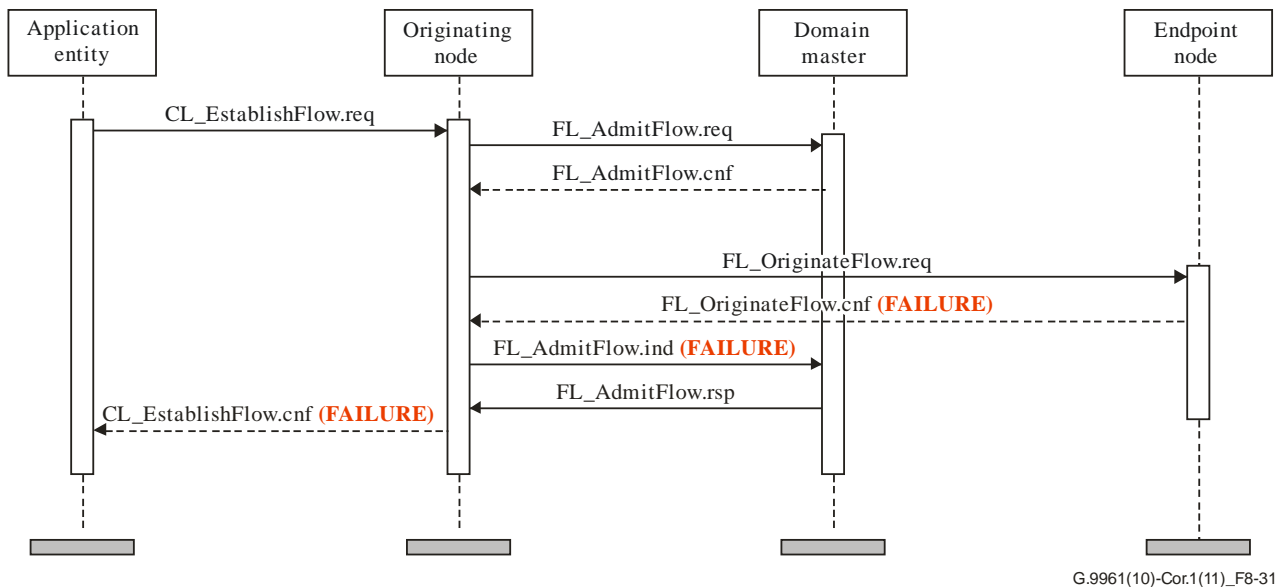 Application
entity
Originating
node
Domain
master
Endpoint
node
CL_EstablishFlow.req
FL_AdmitFlow.req
FL_AdmitFlow.cnf
FL_OriginateFlow.req
FL_OriginateFlow.cnf (FAILURE)
FL_AdmitFlow.ind (FAILURE)
FL_AdmitFlow.rsp
CL_EstablishFlow.cnf (FAILURE)
G.9961(10)-Cor.1(11)_F8-31